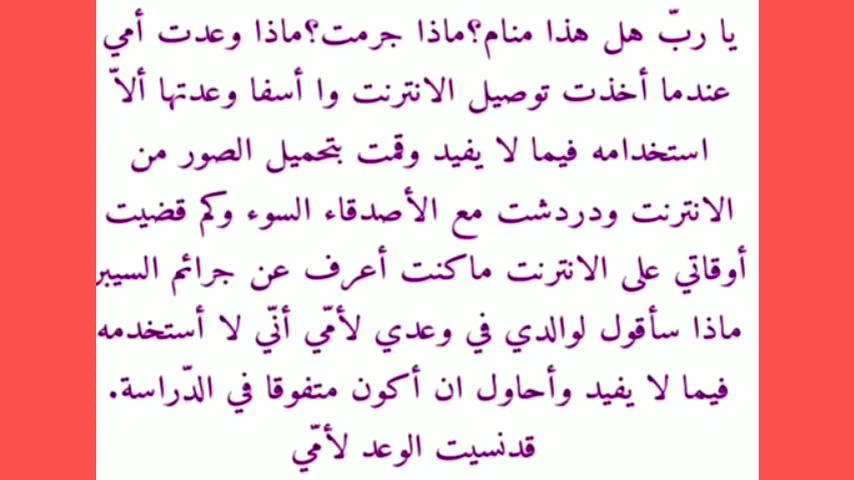 يا ربّ هل هذا منام؟ماذا جرمت؟ماذا وعدت أمي
عندما أخذت توصيل الانترنت وا أسفا وعدتها ألاّ
استخدامه فيما لا يفيد وقمت بتحميل الصور من
الانترنت ودردشت مع الأصدقاء السوء وكم قضيت
أوقاتي على الانترنت ماكنت أعرف عن جرائم السيبر
ماذا سأقول لوالدي في وعدي لأمّي أنّي لا أستخدمه
فيما لا يفيد وأحاول ان أكون متفوقا في الدّراسة.
قدنسيت الوعد لأمّي